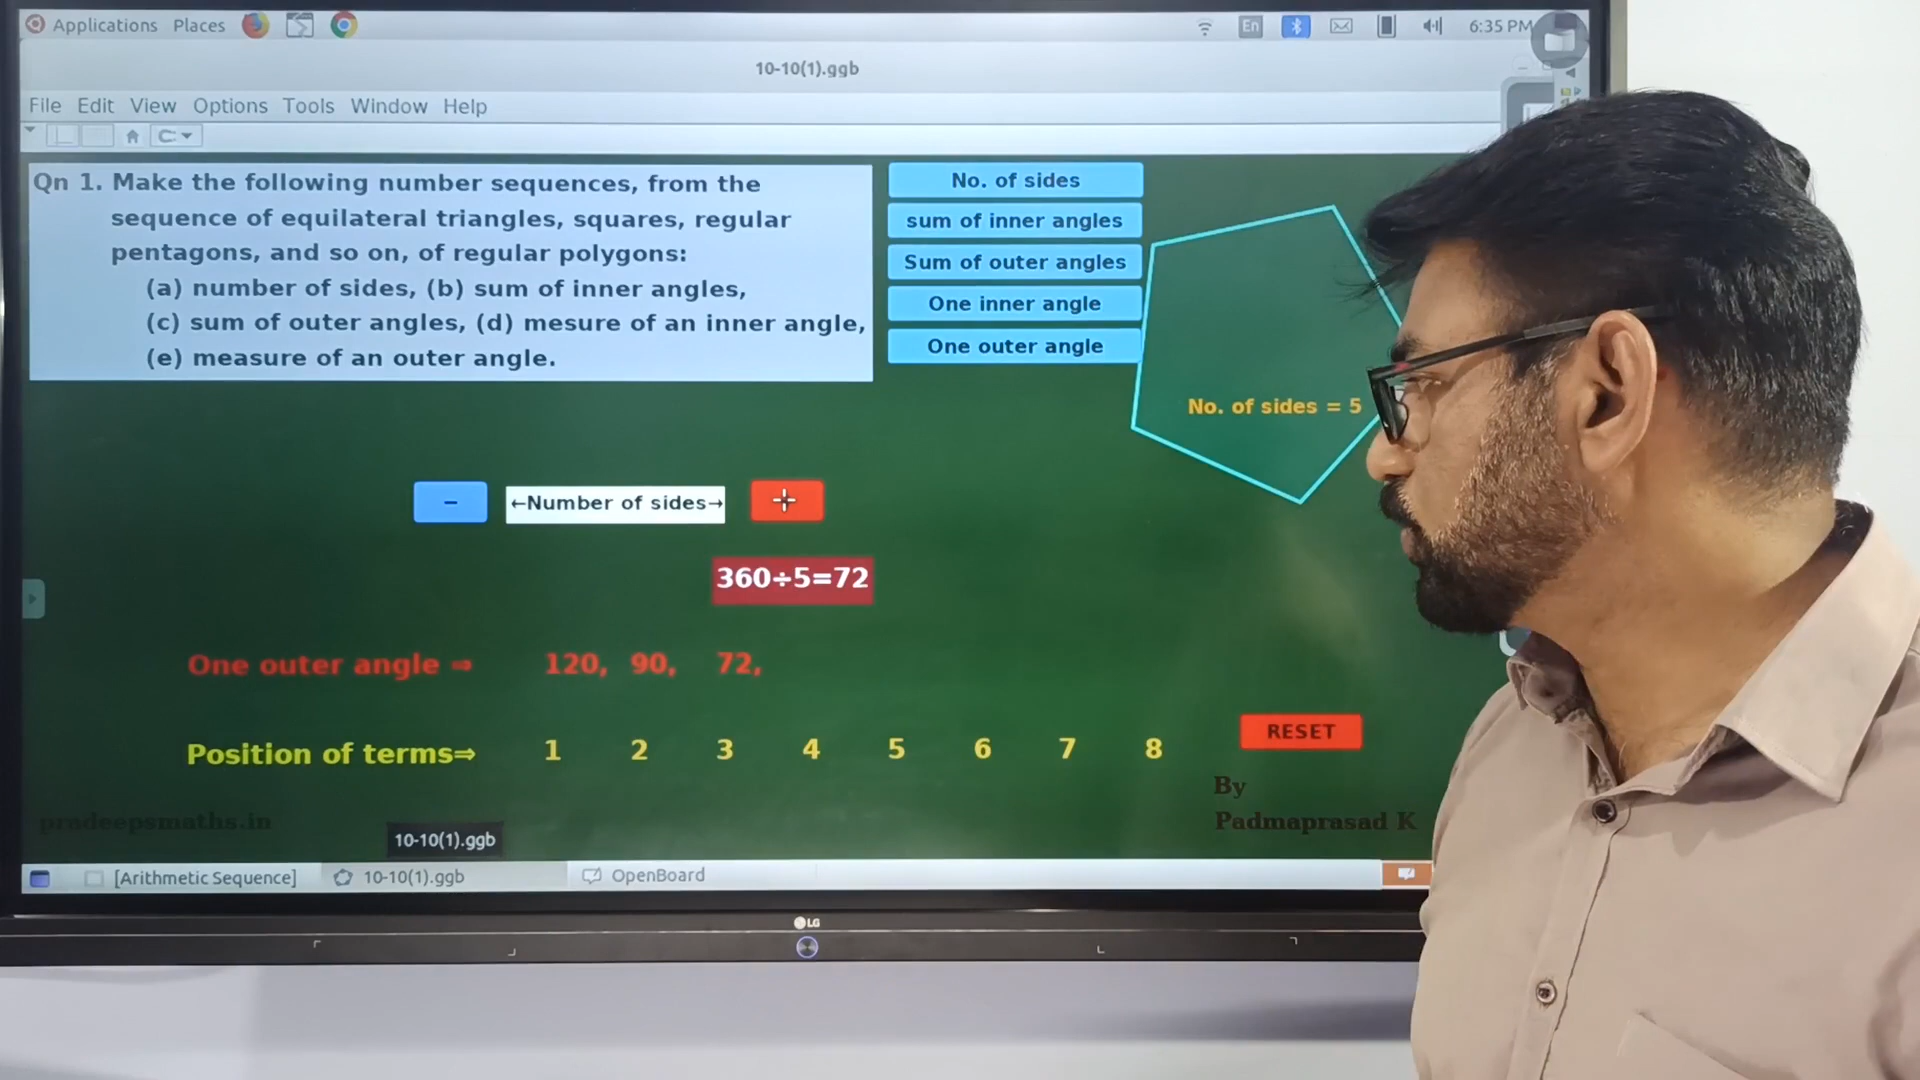 Applications Places En 6:35 PM
10-10(1).ggb
File Edit View Options Tools Window Help
Qn 1. Make the following number sequences, from the
sequence of equilateral triangles, squares, regular
pentagons, and so on, of regular polygons:
(a) number of sides, (b) sum of inner angles,
(c) sum of outer angles, (d) mesure of an inner angle,
(e) measure of an outer angle.
No. of sides
sum of inner angles
Sum of outer angles
One inner angle
One outer angle
No. of sides = 5
- ←Number of sides→ +
360÷5=72
One outer angle ⇒ 120, 90, 72,
Position of terms⇒ 1 2 3 4 5 6 7 8
RESET
By
Padmaprasad K
pradeepsmaths.in
10-10(1).ggb
[Arithmetic Sequence] 10-10(1).ggb OpenBoard
LG